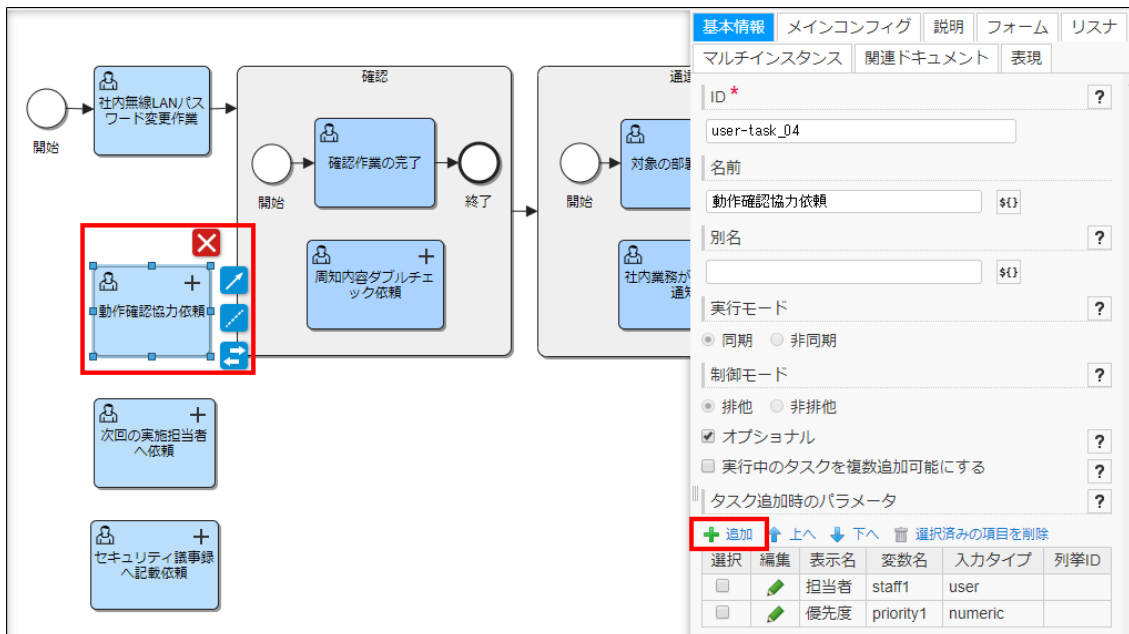 社内無線LANパス
ワード変更作業
開始
確認
確認作業の完了
開始
終了
周知内容ダブルチェ
ック依頼
開始
対象の部
社内業務が
動作確認協力依頼
次回の実施担当者
へ依頼
セキュリティ議事録
へ記載依頼
基本情報 メインコンフィグ 説明 フォーム リスナ
マルチインスタンス 関連ドキュメント 表現
ID * ?
user-task_04
名前
動作確認協力依頼 ${}
別名 ?
${}
実行モード ?
同期 非同期
制御モード ?
排他 非排他
オプショナル ?
実行中のタスクを複数追加可能にする ?
タスク追加時のパラメータ ?
追加 上へ 下へ 選択済みの項目を削除
選択 編集 表示名 変数名 入力タイプ 列挙ID
担当者 staff1 user
優先度 priority1 numeric